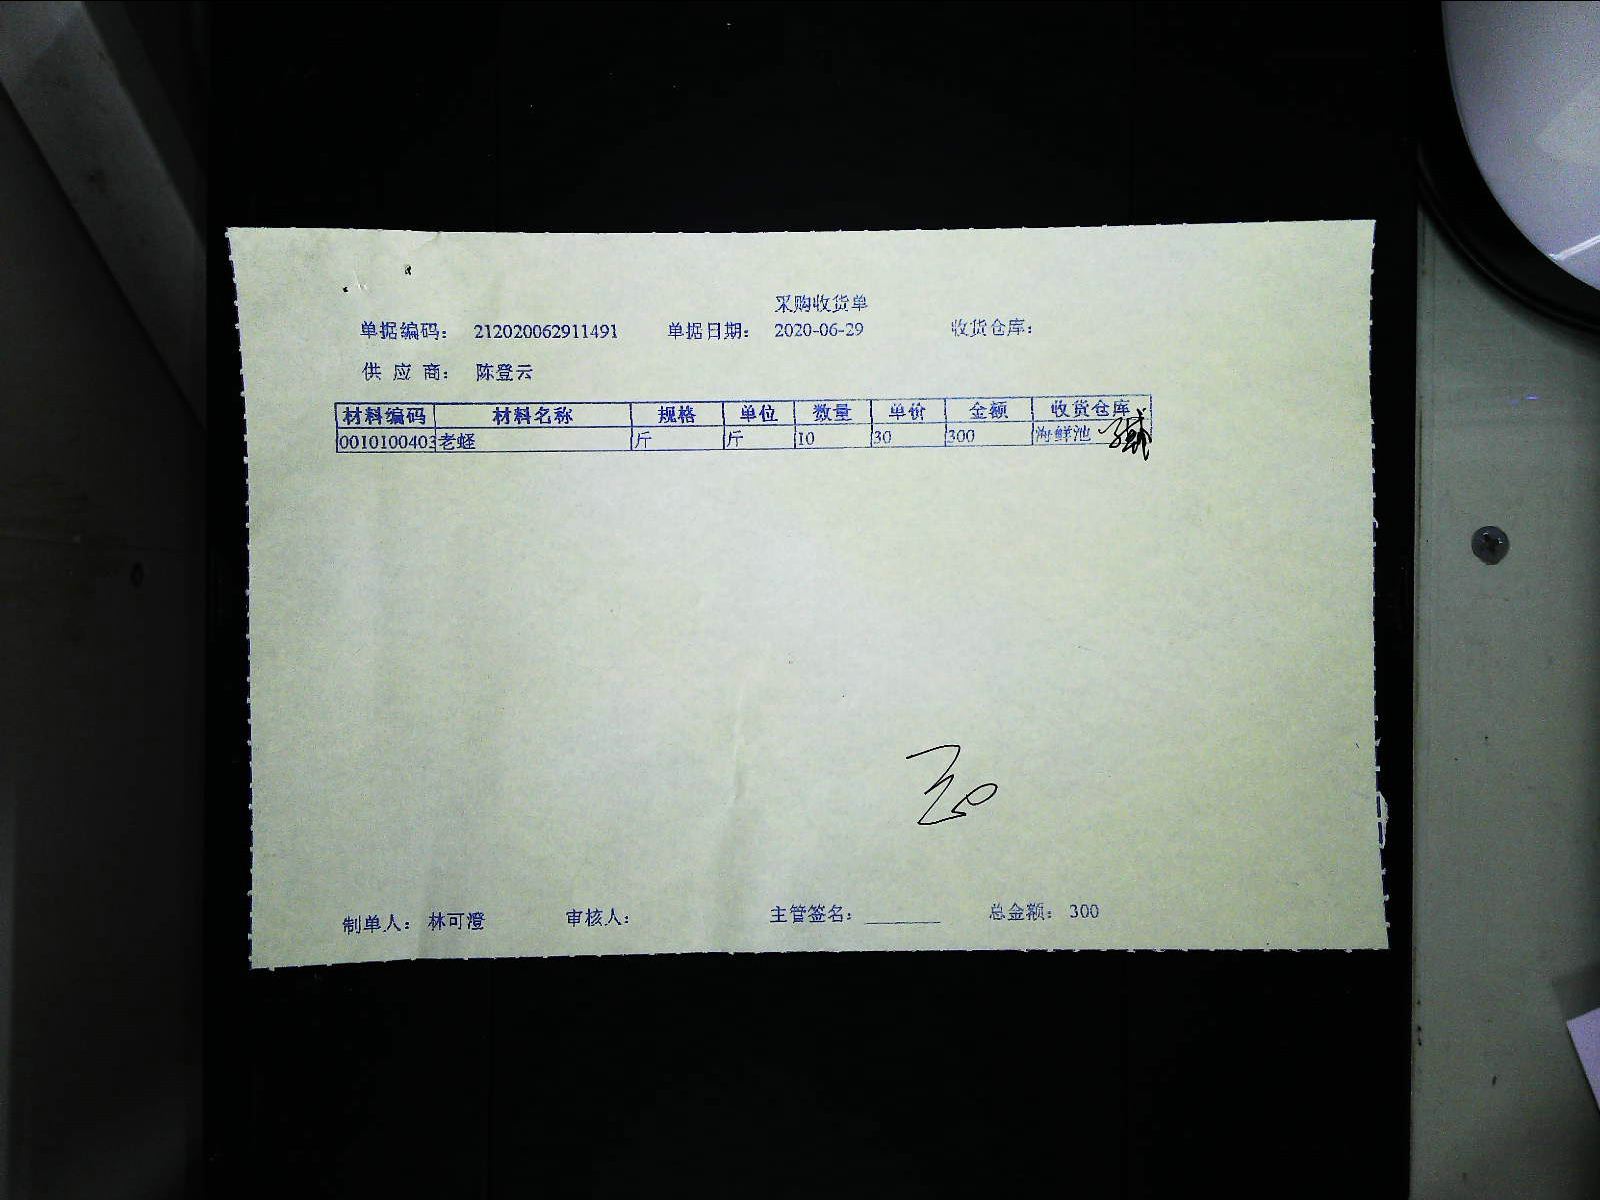 采购收货单
单据编码： 212020062911491 单据日期： 2020-06-29 收货仓库：
供 应 商： 陈登云
材料编码 材料名称 规格 单位 数量 单价 金额 收货仓库
0010100403 老蛏 斤 斤 10 30 300 海鲜池
制单人： 林可澄 审核人： 主管签名： ________ 总金额： 300